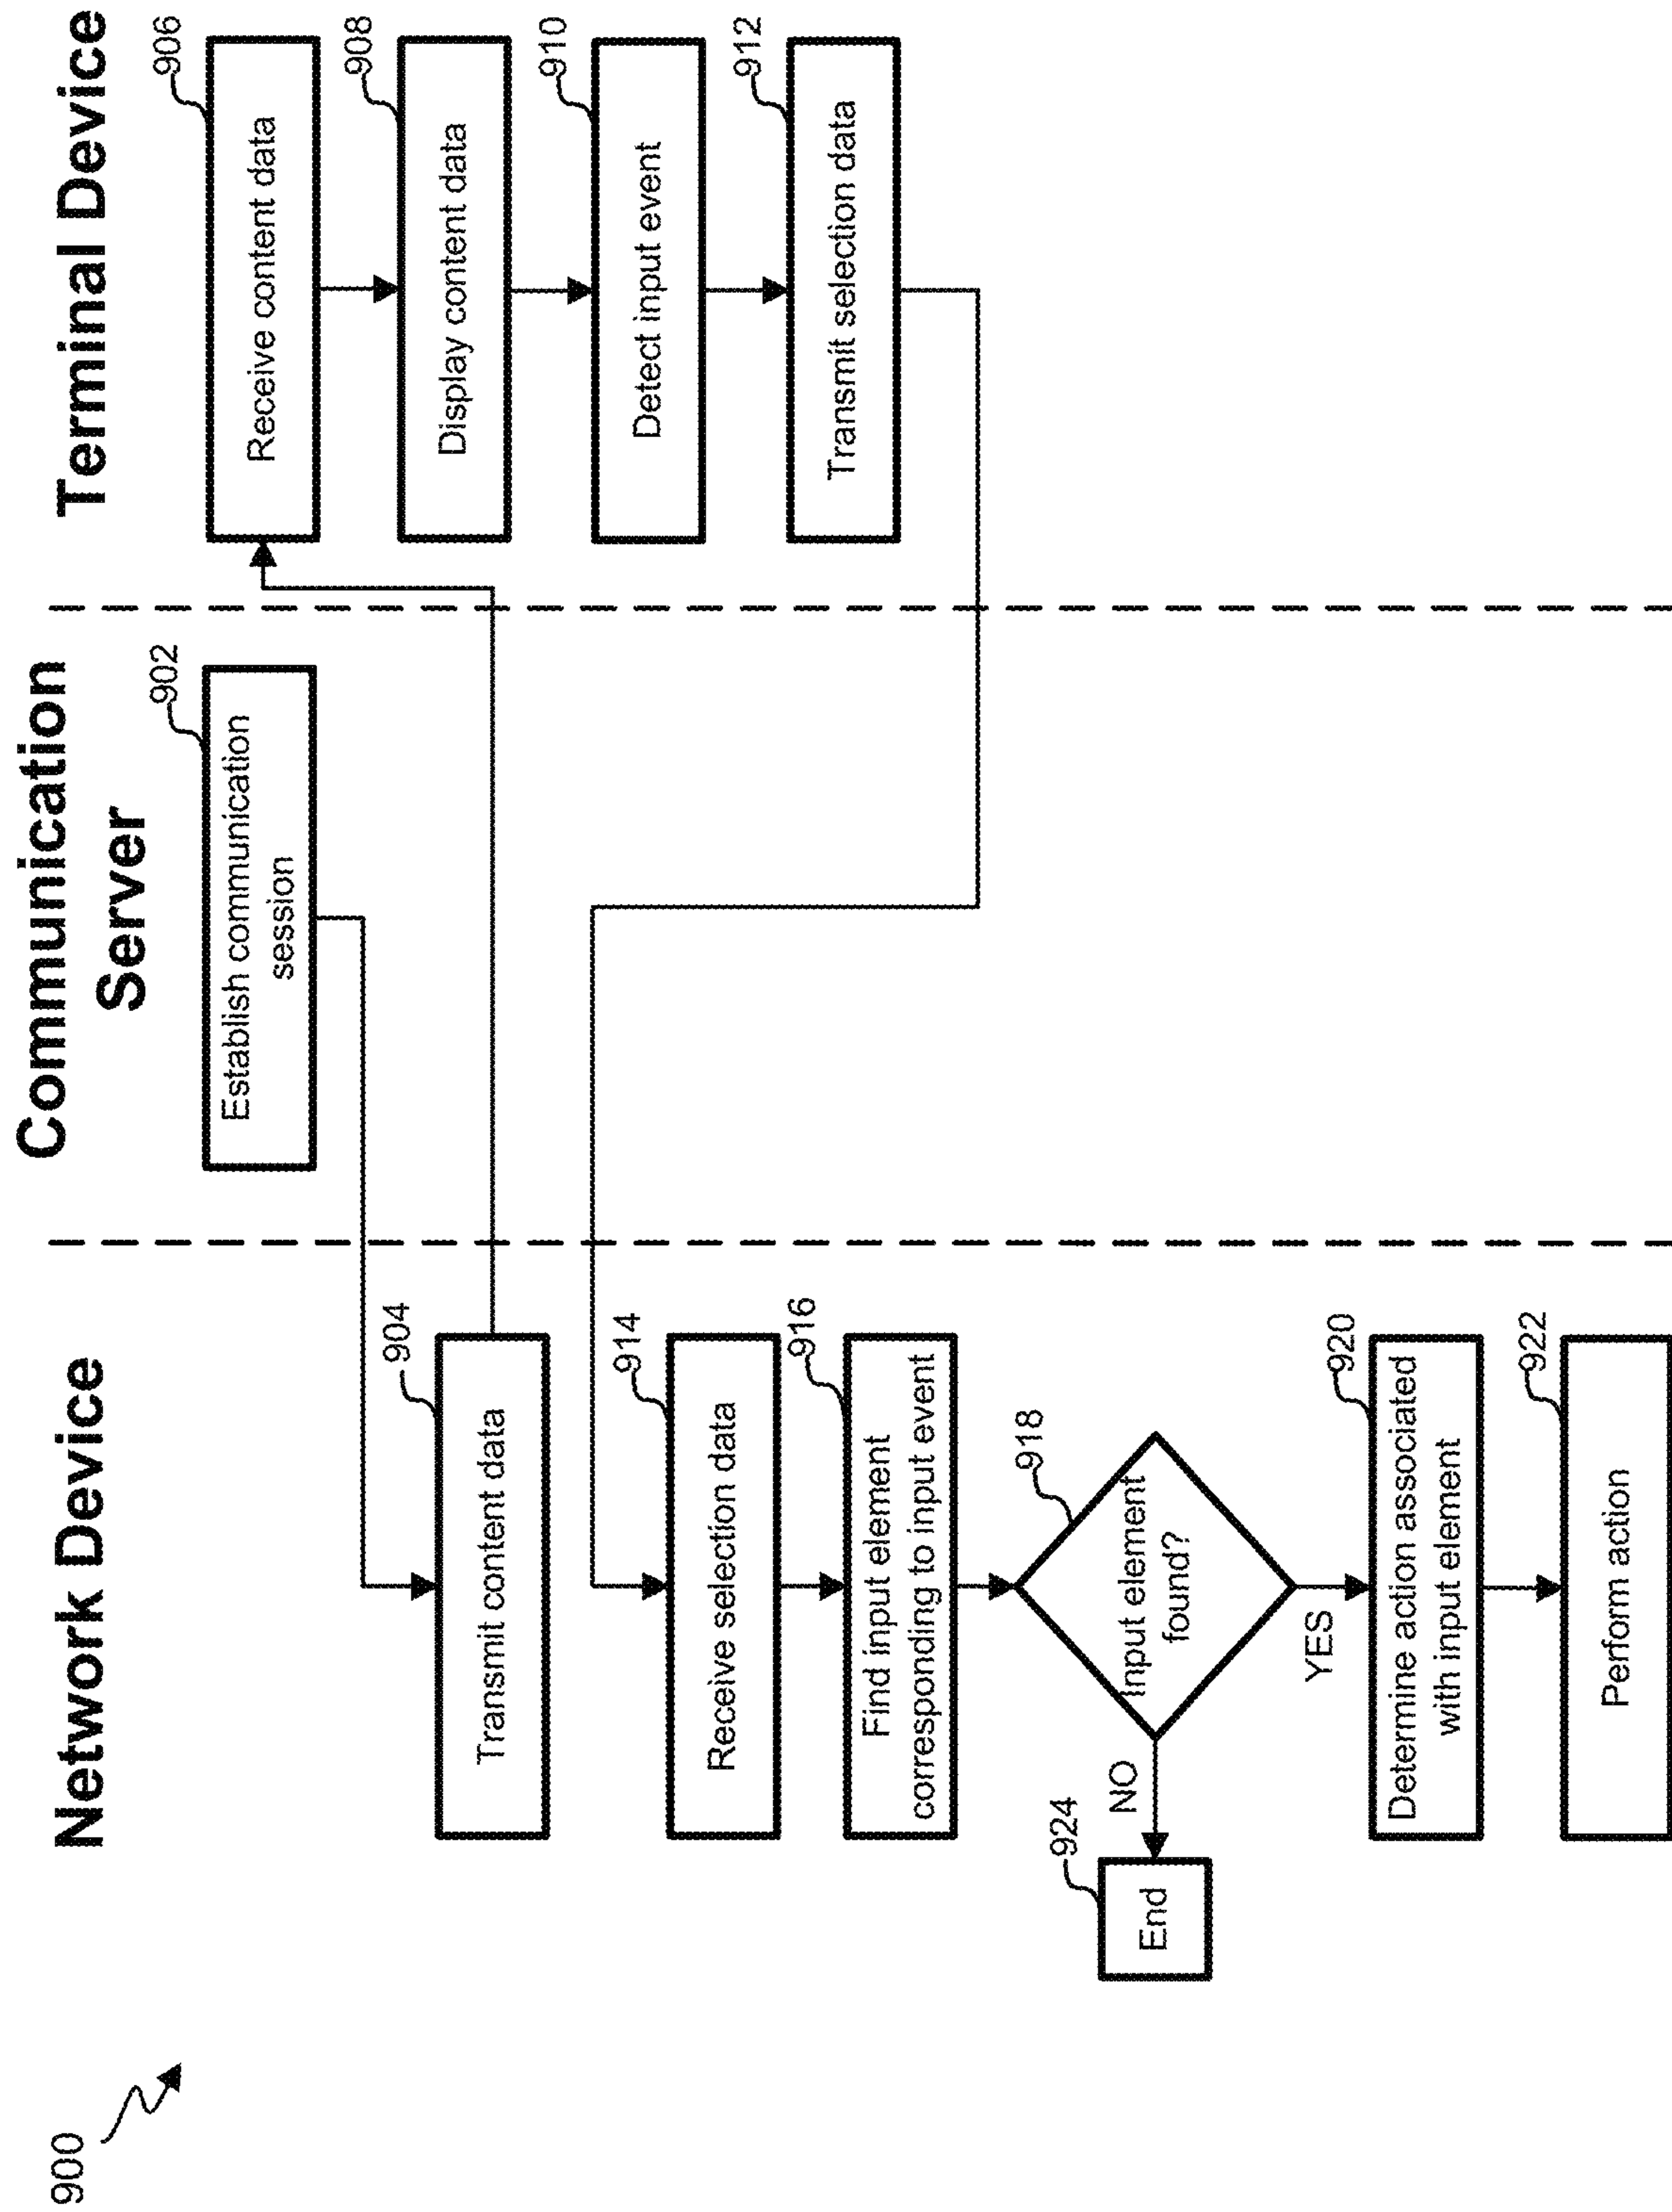 900
Network Device
Communication
Server
Terminal Device
902
Establish communication
session
904
Transmit content data
906
Receive content data
908
Display content data
910
Detect input event
912
Transmit selection data
914
Receive selection data
916
Find input element
corresponding to input event
918
Input element
found?
NO
924
End
YES
920
Determine action associated
with input element
922
Perform action